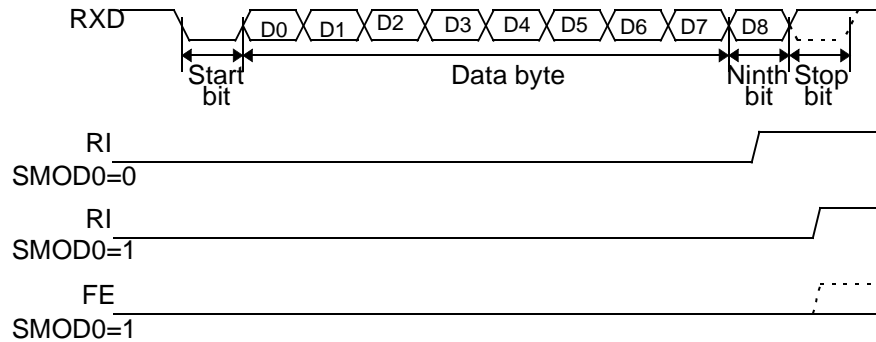 RXD D0 D1 D2 D3 D4 D5 D6 D7 D8
Start bit Data byte Ninth bit Stop bit
RI
SMOD0=0
RI
SMOD0=1
FE
SMOD0=1